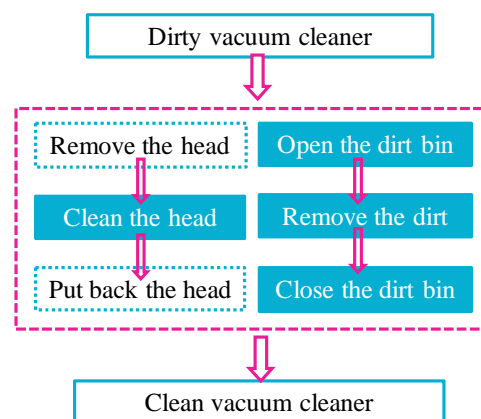 Dirty vacuum cleaner
Remove the head
Open the dirt bin
Clean the head
Remove the dirt
Put back the head
Close the dirt bin
Clean vacuum cleaner